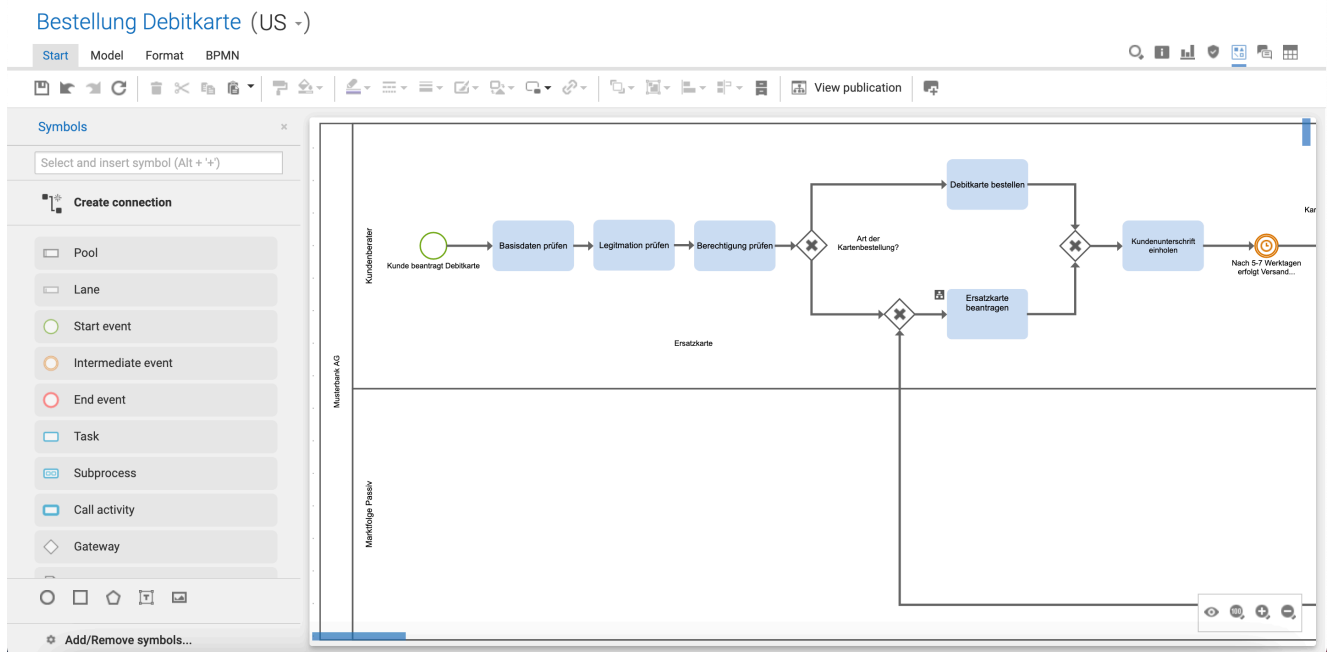 Bestellung Debitkarte (US -)
Start Model Format BPMN
View publication
Symbols
Select and insert symbol (Alt + '+')
Create connection
Pool
Lane
Start event
Intermediate event
End event
Task
Subprocess
Call activity
Gateway
Add/Remove symbols...
Musterbank AG
Kundenberater
Marktfolge Passiv
Kunde beantragt Debitkarte
Basisdaten prüfen
Legitmation prüfen
Berechtigung prüfen
Art der
Kartenbestellung?
Debitkarte bestellen
Ersatzkarte
Ersatzkarte
beantragen
Kundenunterschrift
einholen
Nach 5-7 Werktagen
erfolgt Versand...
Kar
100